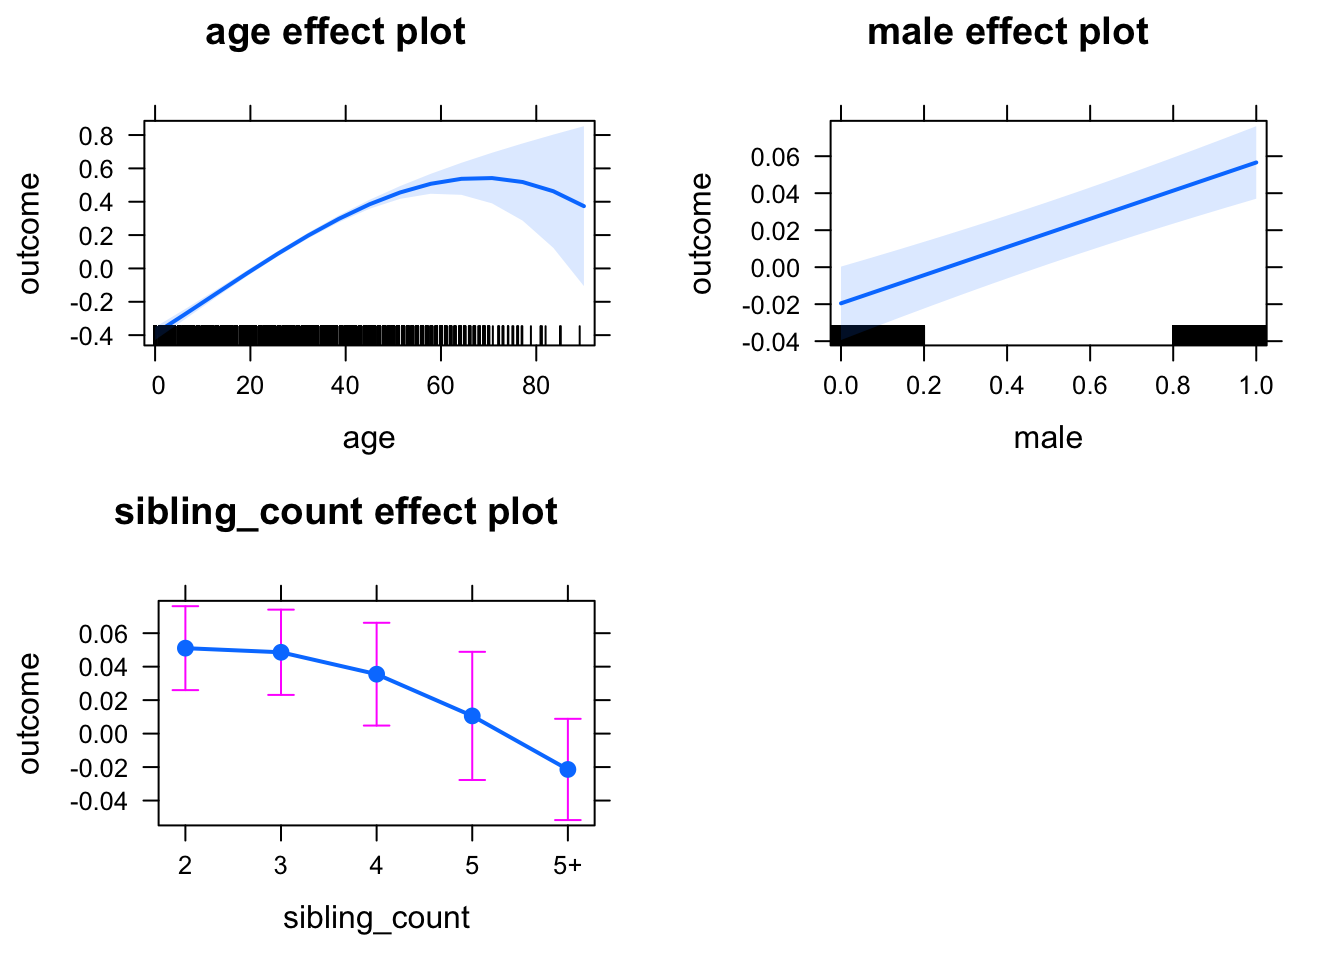 age effect plot
outcome
0.8
0.6
0.4
0.2
0.0
-0.2
-0.4
0 20 40 60 80
age
male effect plot
outcome
0.06
0.04
0.02
0.00
-0.02
-0.04
0.0 0.2 0.4 0.6 0.8 1.0
male
sibling_count effect plot
outcome
0.06
0.04
0.02
0.00
-0.02
-0.04
2 3 4 5 5+
sibling_count